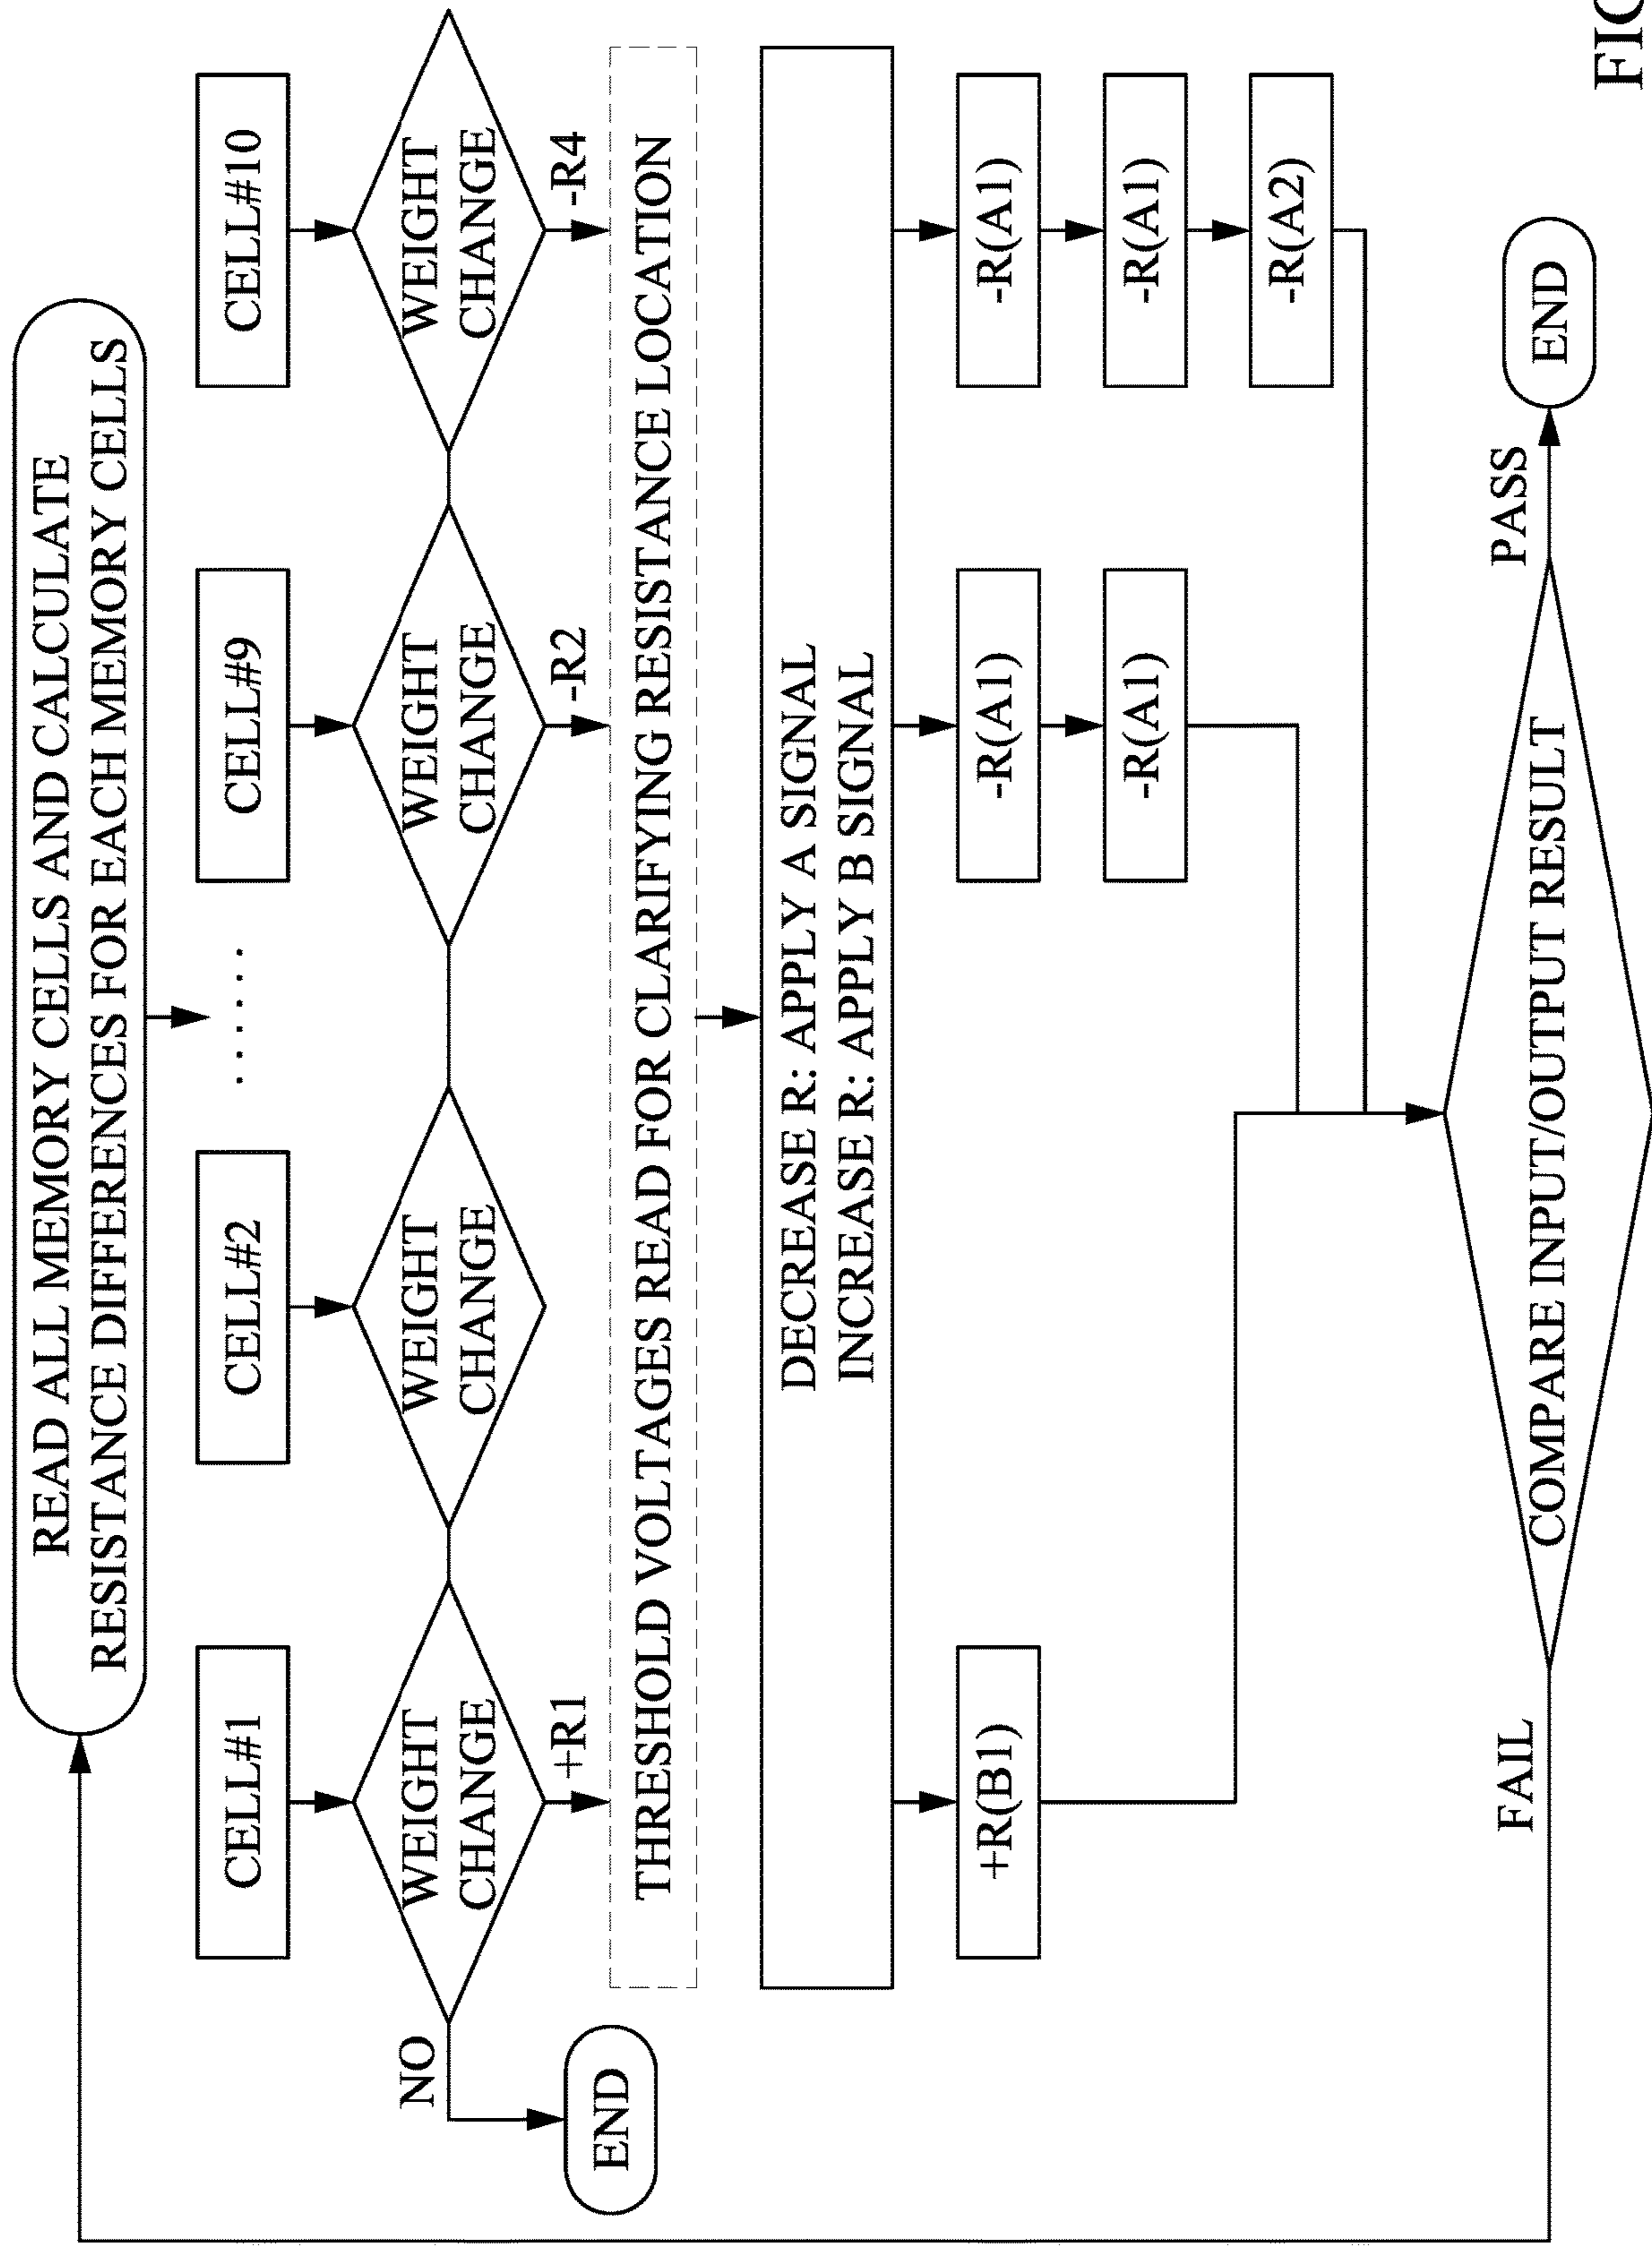 READ ALL MEMORY CELLS AND CALCULATE
RESISTANCE DIFFERENCES FOR EACH MEMORY CELLS
CELL#1
CELL#2
......
CELL#9
CELL#10
NO
WEIGHT
CHANGE
WEIGHT
CHANGE
WEIGHT
CHANGE
WEIGHT
CHANGE
END
+R1
-R2
-R4
THRESHOLD VOLTAGES READ FOR CLARIFYING RESISTANCE LOCATION
DECREASE R: APPLY A SIGNAL
INCREASE R: APPLY B SIGNAL
+R(B1)
-R(A1)
-R(A1)
-R(A1)
-R(A1)
-R(A2)
FAIL
COMPARE INPUT/OUTPUT RESULT
PASS
END